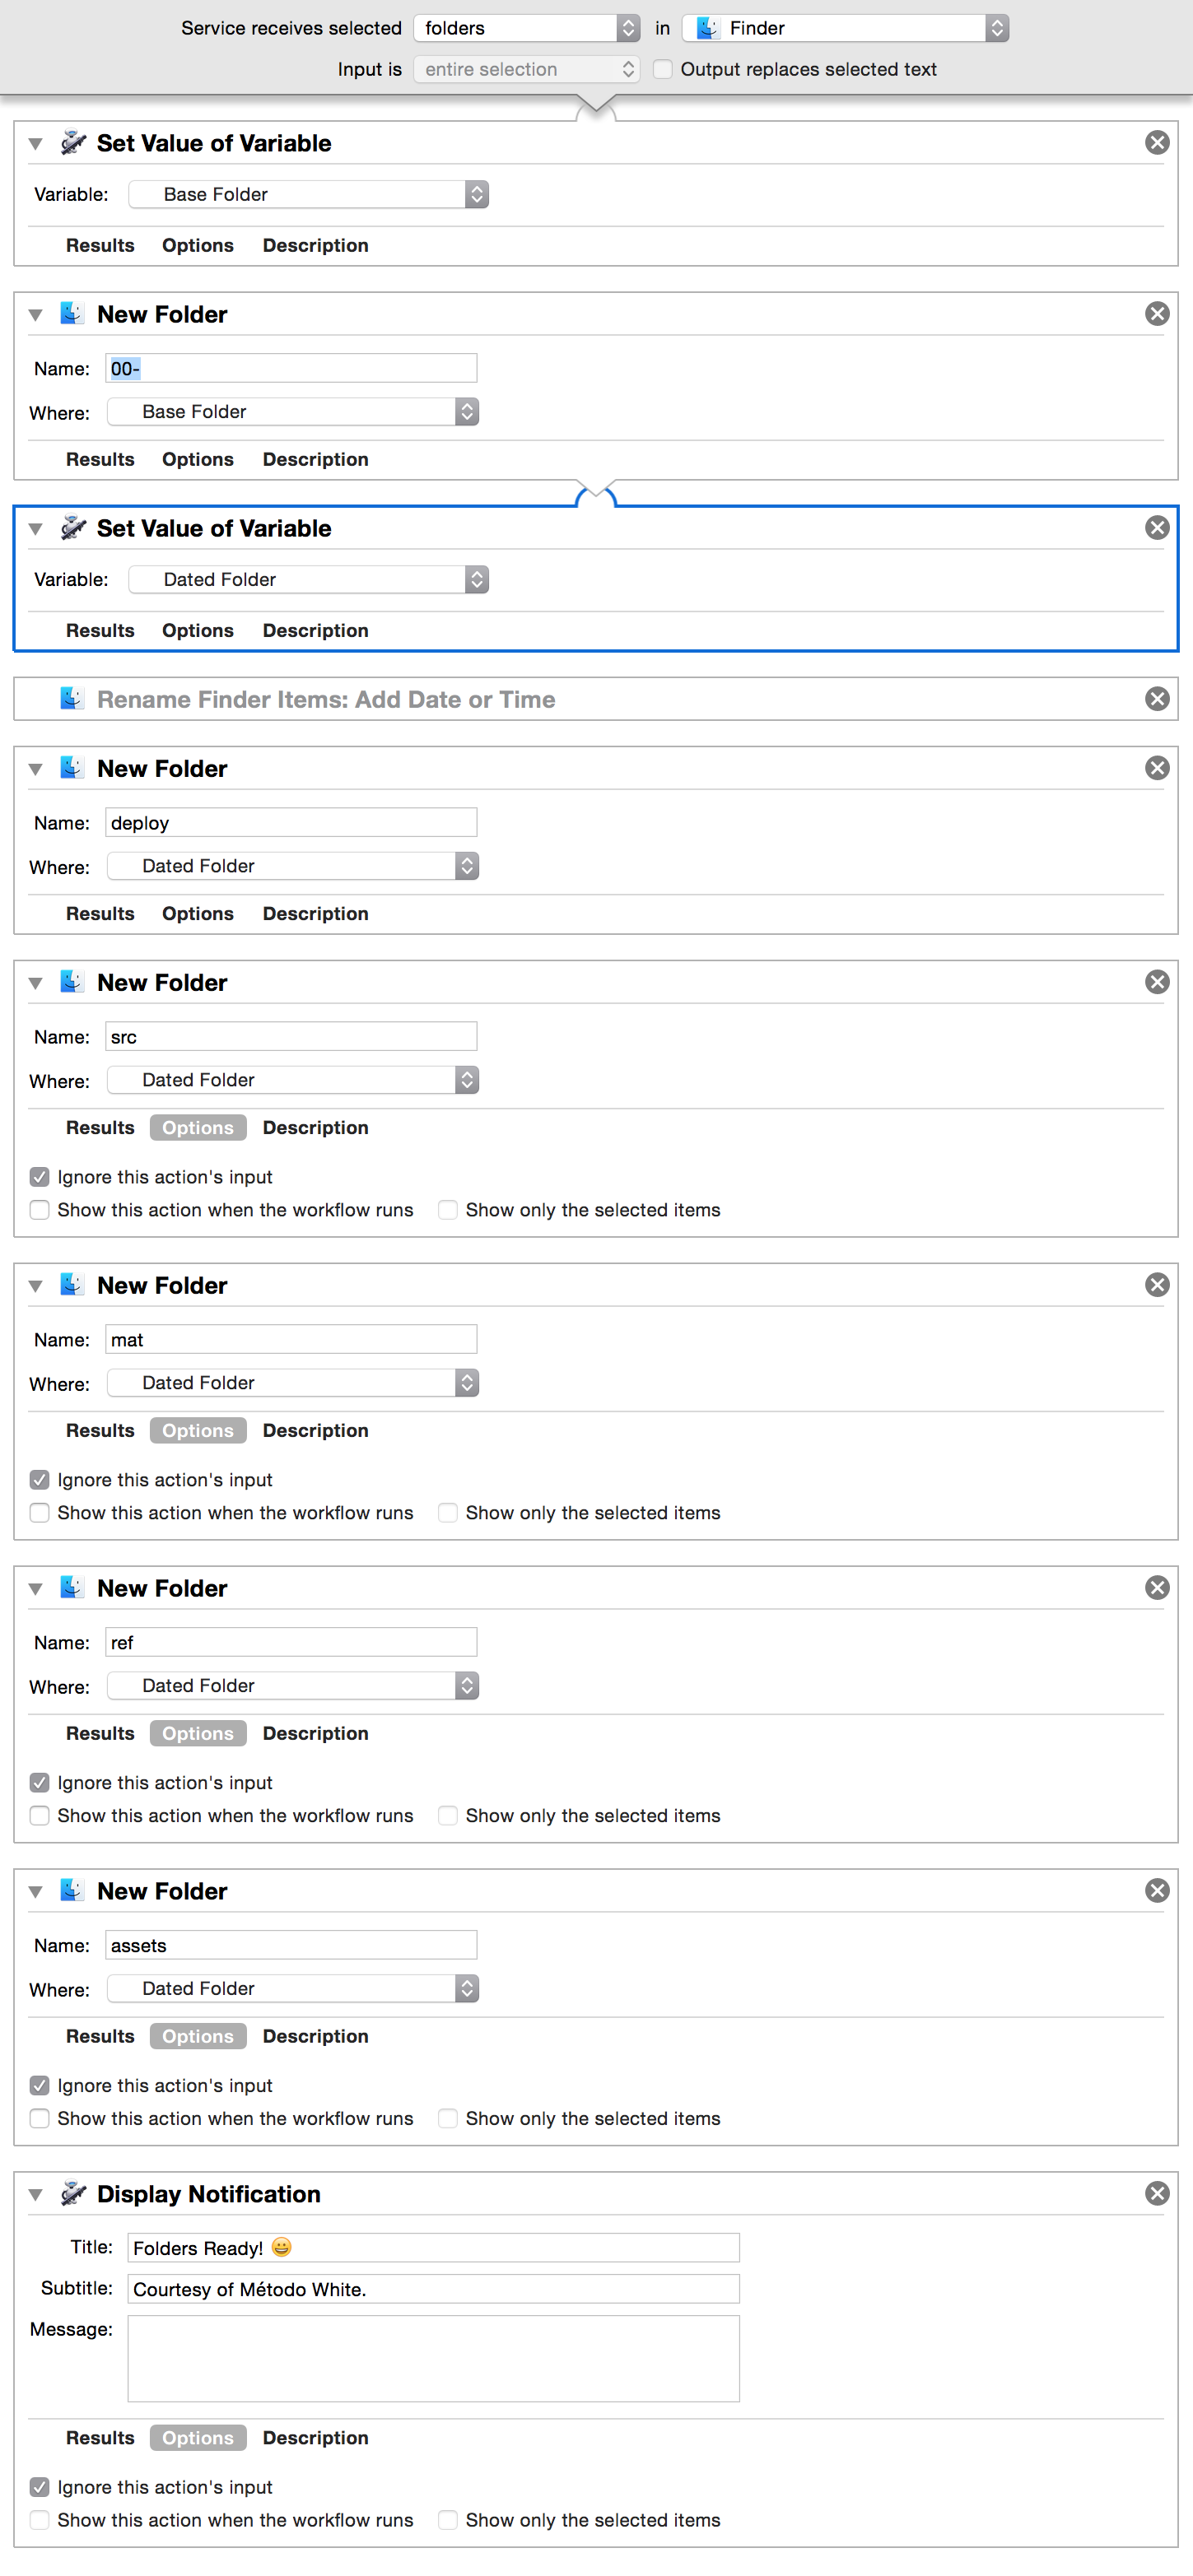 Service receives selected folders in Finder
Input is entire selection Output replaces selected text
Set Value of Variable
Variable: Base Folder
Results Options Description
New Folder
Name: 00-
Where: Base Folder
Results Options Description
Set Value of Variable
Variable: Dated Folder
Results Options Description
Rename Finder Items: Add Date or Time
New Folder
Name: deploy
Where: Dated Folder
Results Options Description
New Folder
Name: src
Where: Dated Folder
Results Options Description
Ignore this action's input
Show this action when the workflow runs Show only the selected items
New Folder
Name: mat
Where: Dated Folder
Results Options Description
Ignore this action's input
Show this action when the workflow runs Show only the selected items
New Folder
Name: ref
Where: Dated Folder
Results Options Description
Ignore this action's input
Show this action when the workflow runs Show only the selected items
New Folder
Name: assets
Where: Dated Folder
Results Options Description
Ignore this action's input
Show this action when the workflow runs Show only the selected items
Display Notification
Title: Folders Ready! 😀
Subtitle: Courtesy of Método White.
Message:
Results Options Description
Ignore this action's input
Show this action when the workflow runs Show only the selected items